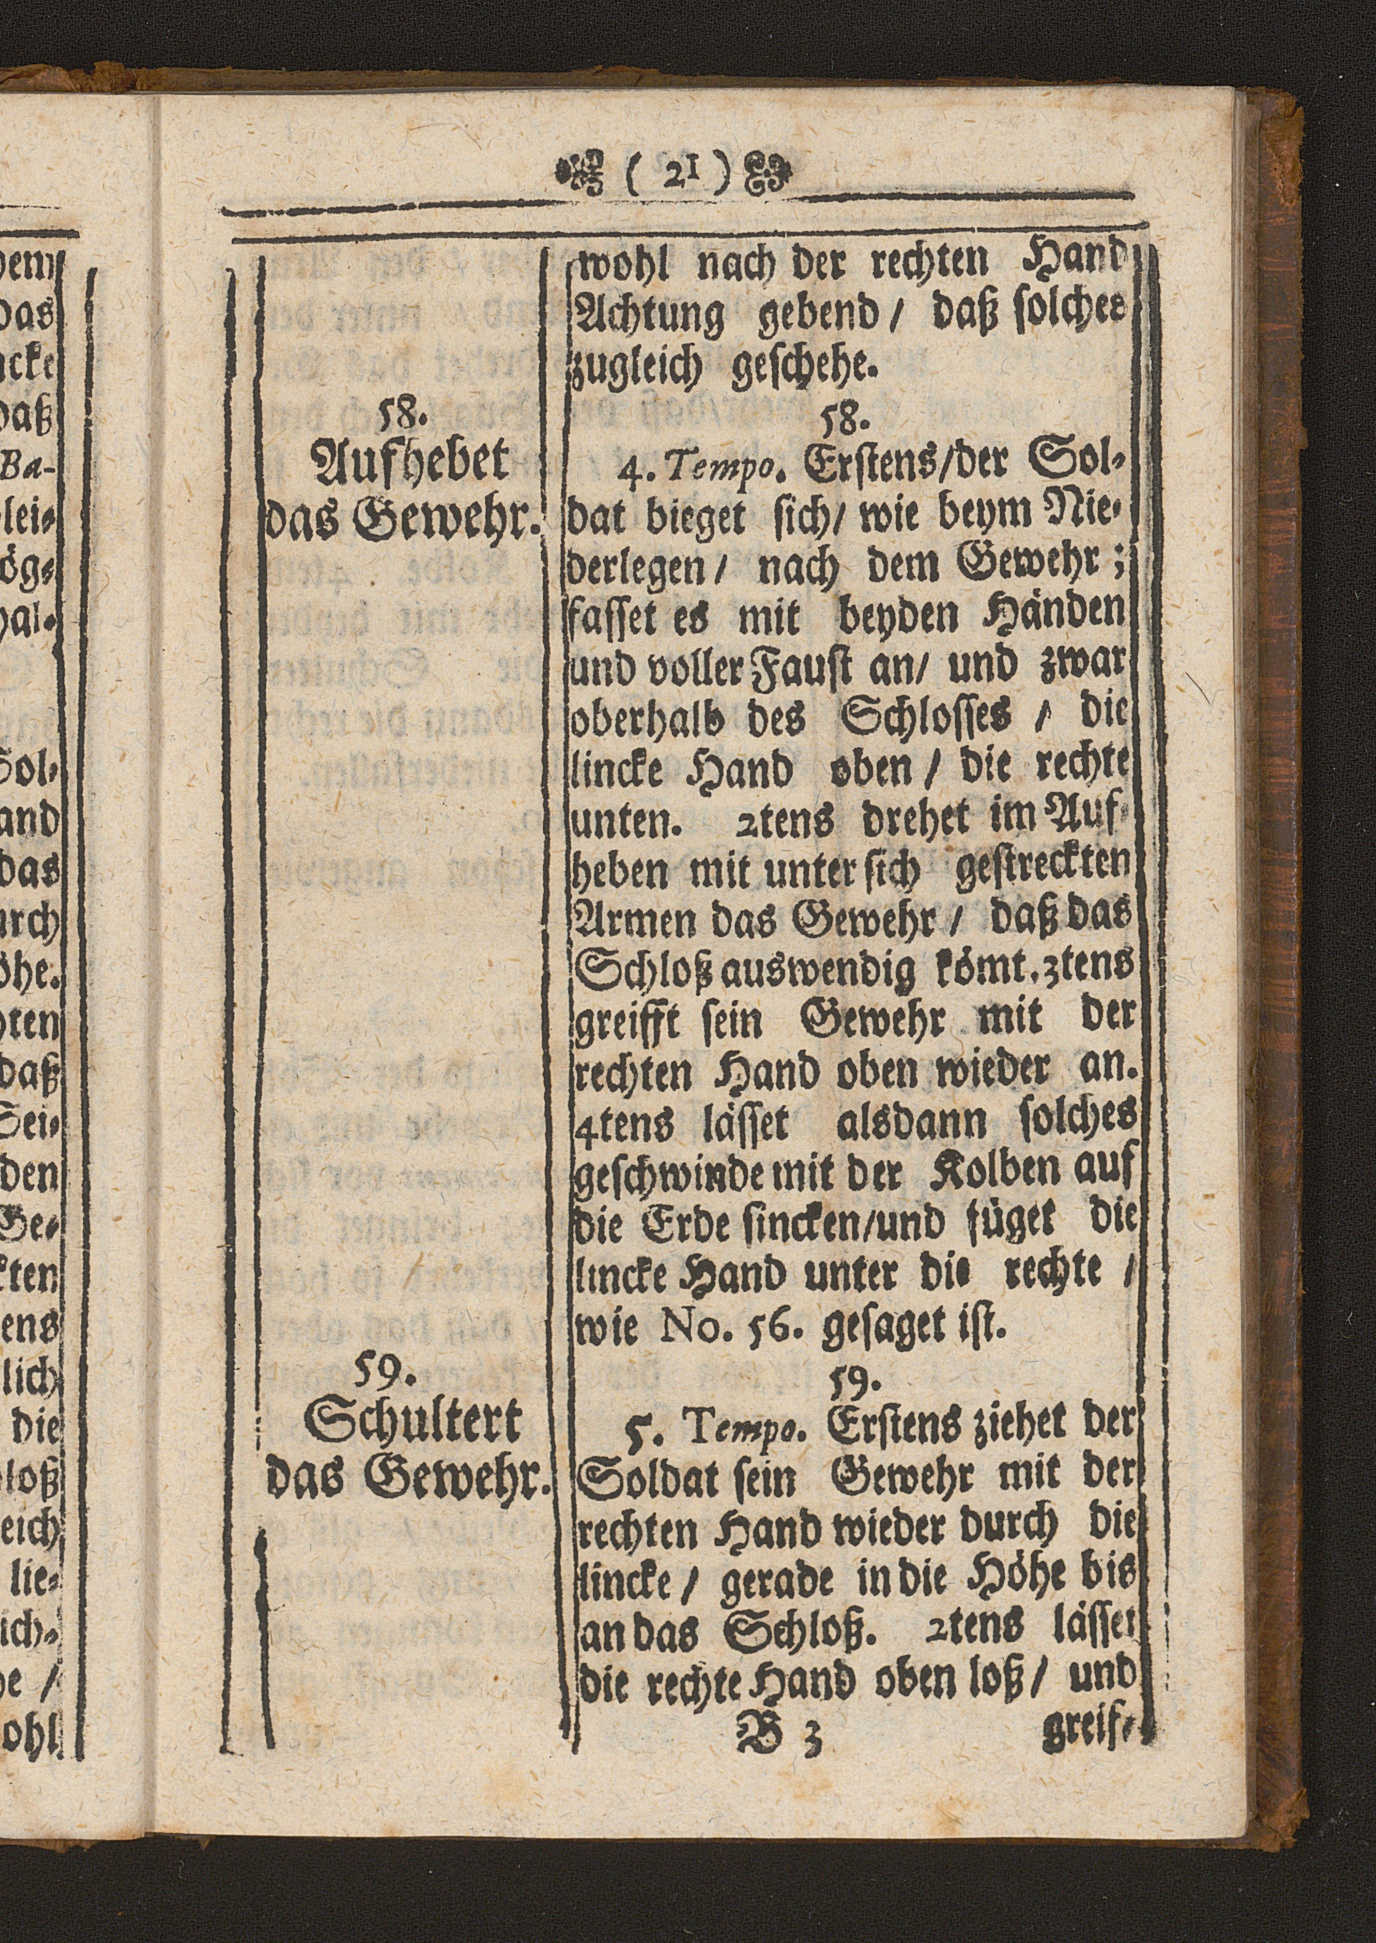 ( 21 )
wohl nach der rechten Hand
Achtung gebend / daß solches
zugleich geschehe.
58.
Aufhebet
das Gewehr.
58.
4. Tempo. Erstens/der Sol-
dat bieget sich/ wie beym Nie-
derlegen / nach dem Gewehr ;
fasset es mit beyden Händen
und voller Faust an/ und zwar
oberhalb des Schlosses / die
lincke Hand oben / die rechte
unten. 2tens drehet im Auf-
heben mit unter sich gestreckten
Armen das Gewehr / daß das
Schloß auswendig kömt. 3tens
greifft sein Gewehr mit der
rechten Hand oben wieder an.
4tens lässet alsdann solches
geschwinde mit der Kolben auf
die Erde sincken/und füget die
lincke Hand unter die rechte /
wie No. 56. gesaget ist.
59.
Schultert
das Gewehr.
59.
5. Tempo. Erstens ziehet der
Soldat sein Gewehr mit der
rechten Hand wieder durch die
lincke / gerade in die Höhe bis
an das Schloß. 2tens lässet
die rechte Hand oben loß / und
B 3 greif-